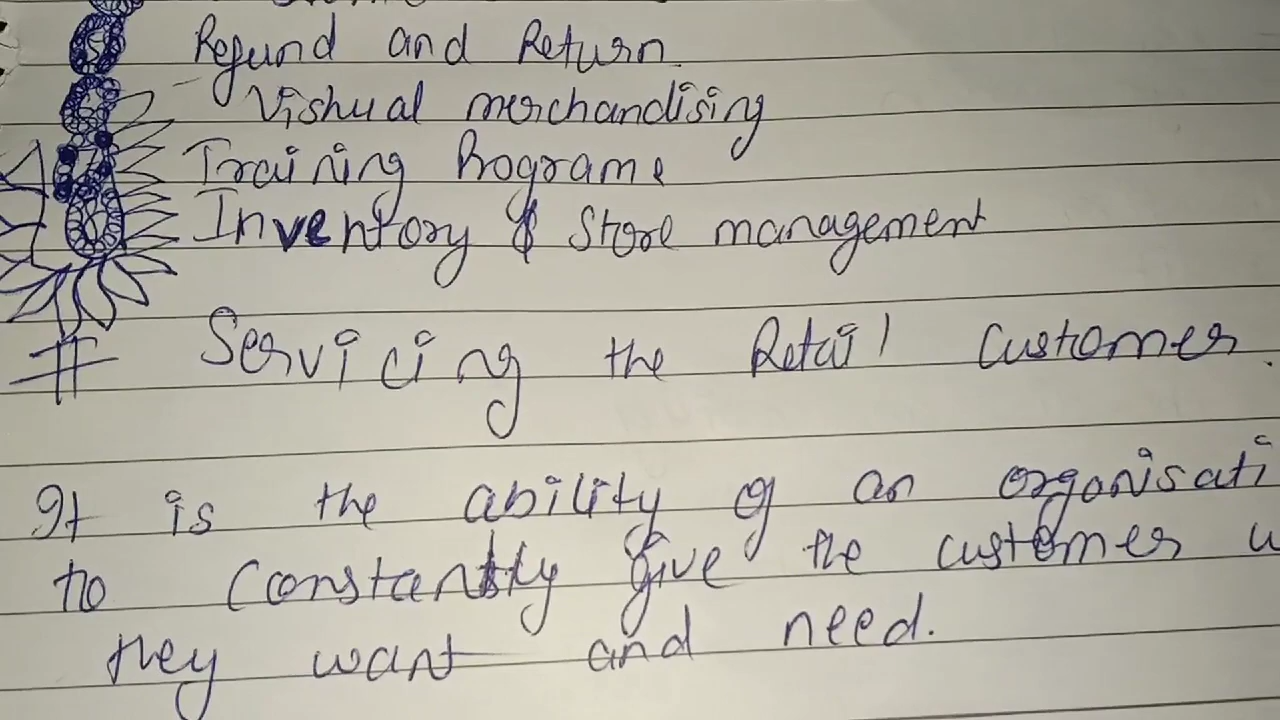 Refund and Return
Vishual merchandising
Training Programe
Inventory & Store management
# Servicing the Retail Customer.
It is the ability of an organisati
to constantly give the customer w
they want and need.